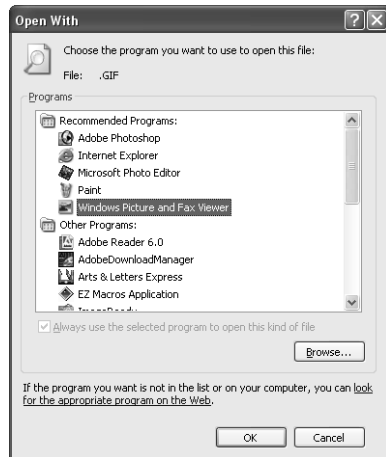 Open With
Choose the program you want to use to open this file:
File: .GIF
Programs
Recommended Programs:
Adobe Photoshop
Internet Explorer
Microsoft Photo Editor
Paint
Windows Picture and Fax Viewer
Other Programs:
Adobe Reader 6.0
AdobeDownloadManager
Arts & Letters Express
EZ Macros Application
ImageReady
Always use the selected program to open this kind of file
Browse...
If the program you want is not in the list or on your computer, you can look
for the appropriate program on the Web.
OK Cancel